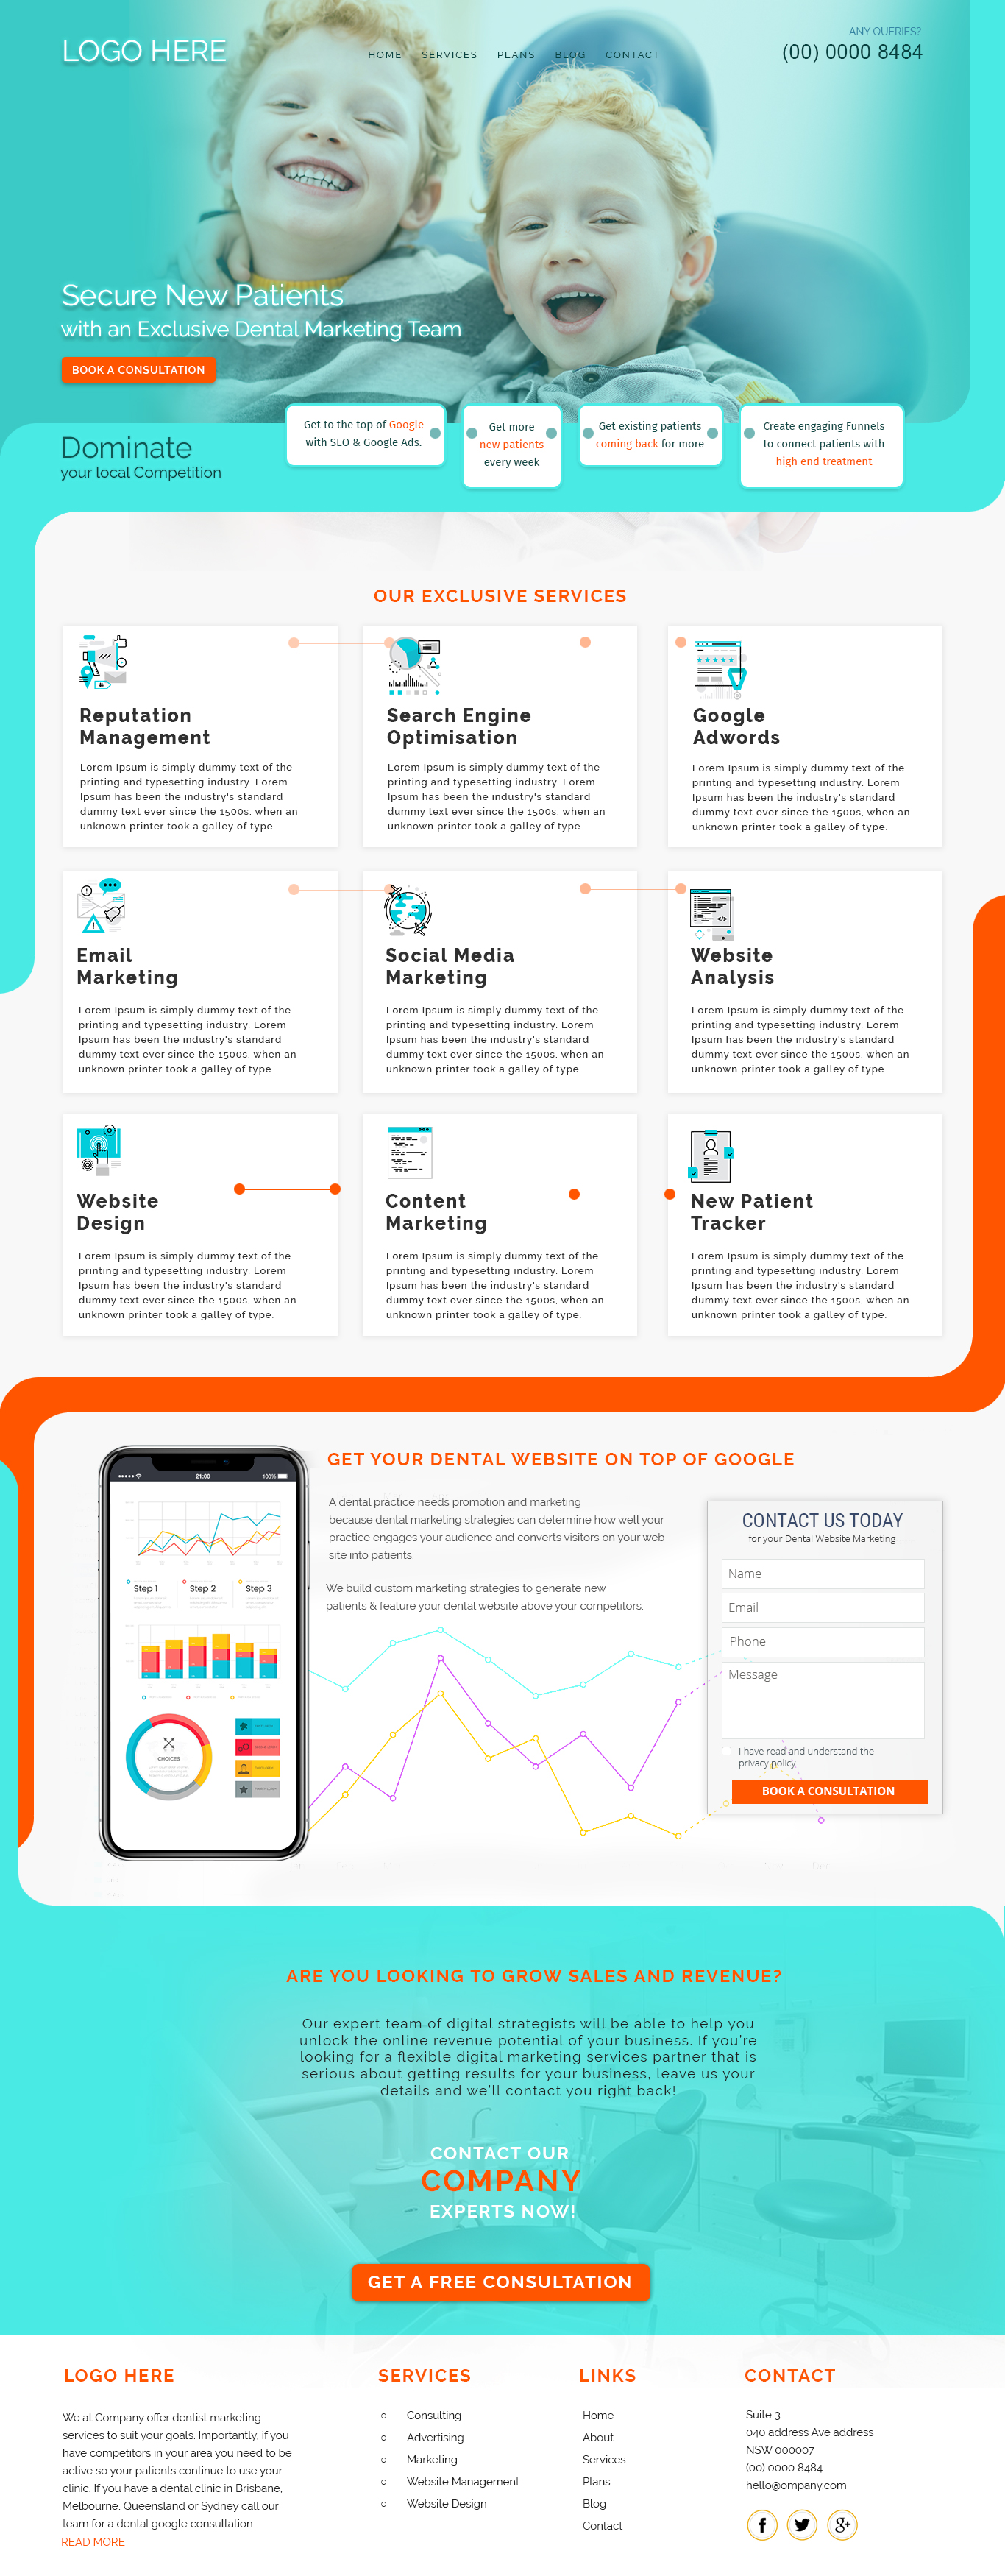 LOGO HERE
HOME SERVICES PLANS BLOG CONTACT
ANY QUERIES?
(00) 0000 8484
Secure New Patients
with an Exclusive Dental Marketing Team
BOOK A CONSULTATION
Dominate
your local Competition
Get to the top of Google
with SEO & Google Ads.
Get more
new patients
every week
Get existing patients
coming back for more
Create engaging Funnels
to connect patients with
high end treatment
OUR EXCLUSIVE SERVICES
Reputation
Management
Lorem Ipsum is simply dummy text of the
printing and typesetting industry. Lorem
Ipsum has been the industry's standard
dummy text ever since the 1500s, when an
unknown printer took a galley of type.
Search Engine
Optimisation
Lorem Ipsum is simply dummy text of the
printing and typesetting industry. Lorem
Ipsum has been the industry's standard
dummy text ever since the 1500s, when an
unknown printer took a galley of type.
Google
Adwords
Lorem Ipsum is simply dummy text of the
printing and typesetting industry. Lorem
Ipsum has been the industry's standard
dummy text ever since the 1500s, when an
unknown printer took a galley of type.
Email
Marketing
Lorem Ipsum is simply dummy text of the
printing and typesetting industry. Lorem
Ipsum has been the industry's standard
dummy text ever since the 1500s, when an
unknown printer took a galley of type.
Social Media
Marketing
Lorem Ipsum is simply dummy text of the
printing and typesetting industry. Lorem
Ipsum has been the industry's standard
dummy text ever since the 1500s, when an
unknown printer took a galley of type.
Website
Analysis
Lorem Ipsum is simply dummy text of the
printing and typesetting industry. Lorem
Ipsum has been the industry's standard
dummy text ever since the 1500s, when an
unknown printer took a galley of type.
Website
Design
Lorem Ipsum is simply dummy text of the
printing and typesetting industry. Lorem
Ipsum has been the industry's standard
dummy text ever since the 1500s, when an
unknown printer took a galley of type.
Content
Marketing
Lorem Ipsum is simply dummy text of the
printing and typesetting industry. Lorem
Ipsum has been the industry's standard
dummy text ever since the 1500s, when an
unknown printer took a galley of type.
New Patient
Tracker
Lorem Ipsum is simply dummy text of the
printing and typesetting industry. Lorem
Ipsum has been the industry's standard
dummy text ever since the 1500s, when an
unknown printer took a galley of type.
21:00 100%
Step 1 Step 2 Step 3
CHOICES
GET YOUR DENTAL WEBSITE ON TOP OF GOOGLE
A dental practice needs promotion and marketing
because dental marketing strategies can determine how well your
practice engages your audience and converts visitors on your web-
site into patients.
We build custom marketing strategies to generate new
patients & feature your dental website above your competitors.
CONTACT US TODAY
for your Dental Website Marketing
Name
Email
Phone
Message
I have read and understand the
privacy policy.
BOOK A CONSULTATION
ARE YOU LOOKING TO GROW SALES AND REVENUE?
Our expert team of digital strategists will be able to help you
unlock the online revenue potential of your business. If you're
looking for a flexible digital marketing services partner that is
serious about getting results for your business, leave us your
details and we'll contact you right back!
CONTACT OUR
COMPANY
EXPERTS NOW!
GET A FREE CONSULTATION
LOGO HERE
We at Company offer dentist marketing
services to suit your goals. Importantly, if you
have competitors in your area you need to be
active so your patients continue to use your
clinic. If you have a dental clinic in Brisbane,
Melbourne, Queensland or Sydney call our
team for a dental google consultation.
READ MORE
SERVICES
Consulting
Advertising
Marketing
Website Management
Website Design
LINKS
Home
About
Services
Plans
Blog
Contact
CONTACT
Suite 3
040 address Ave address
NSW 000007
(00) 0000 8484
hello@ompany.com